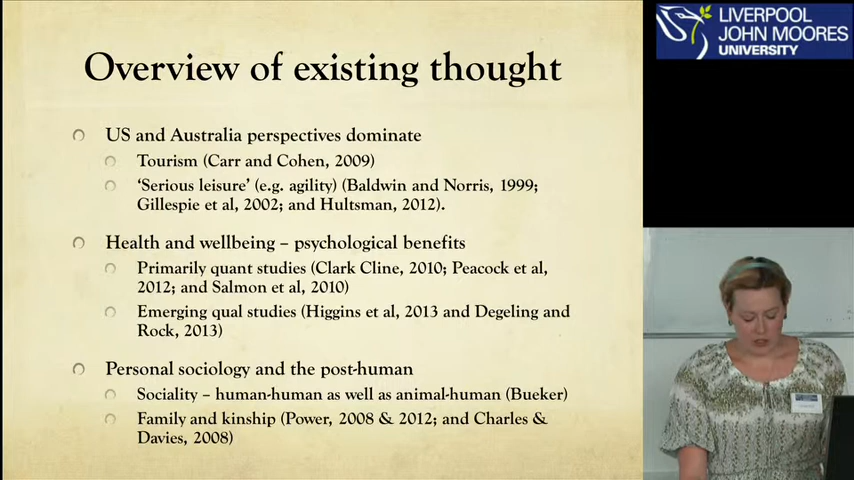 Overview of existing thought
US and Australia perspectives dominate
Tourism (Carr and Cohen, 2009)
‘Serious leisure’ (e.g. agility) (Baldwin and Norris, 1999;
Gillespie et al, 2002; and Hultsman, 2012).
Health and wellbeing – psychological benefits
Primarily quant studies (Clark Cline, 2010; Peacock et al,
2012; and Salmon et al, 2010)
Emerging qual studies (Higgins et al, 2013 and Degeling and
Rock, 2013)
Personal sociology and the post-human
Sociality – human-human as well as animal-human (Bueker)
Family and kinship (Power, 2008 & 2012; and Charles &
Davies, 2008)
LIVERPOOL
JOHN MOORES
UNIVERSITY